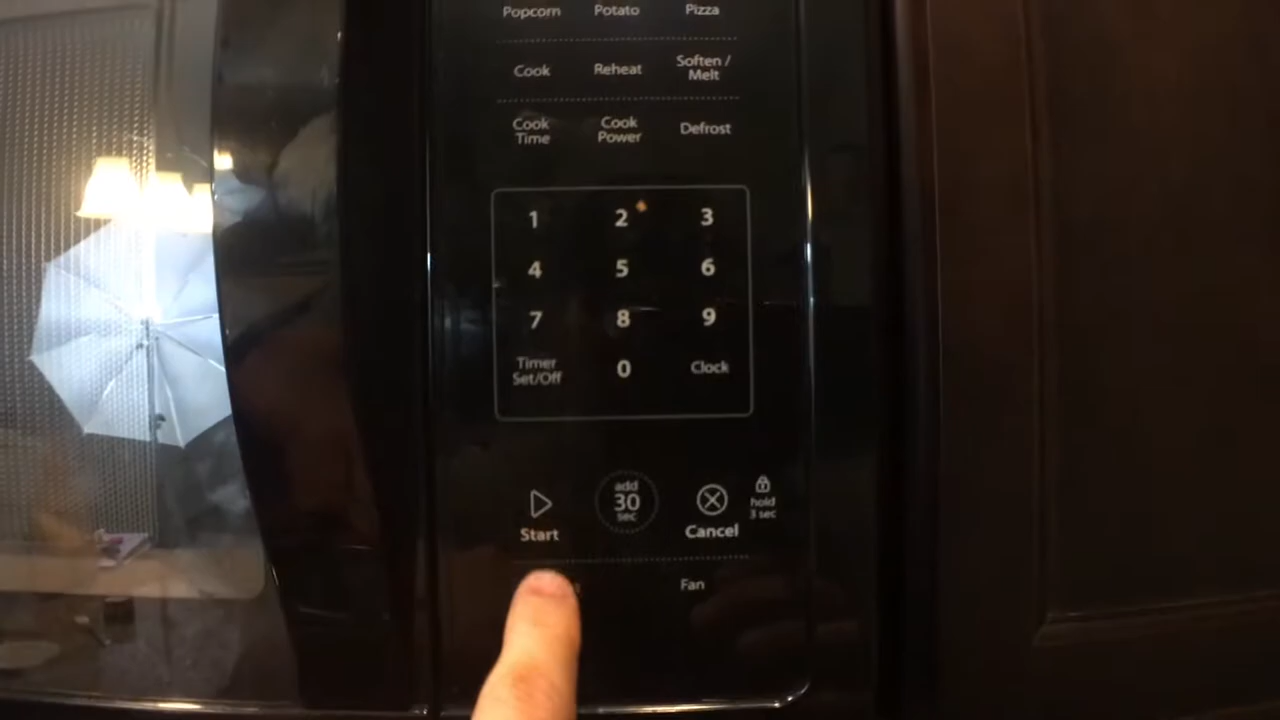 Popcorn Potato Pizza
Cook Reheat Soften /
Melt
Cook Time Cook Power Defrost
1 2 3
4 5 6
7 8 9
Timer Set/Off 0 Clock
add
30
sec
Start Cancel
hold
3 sec
Fan